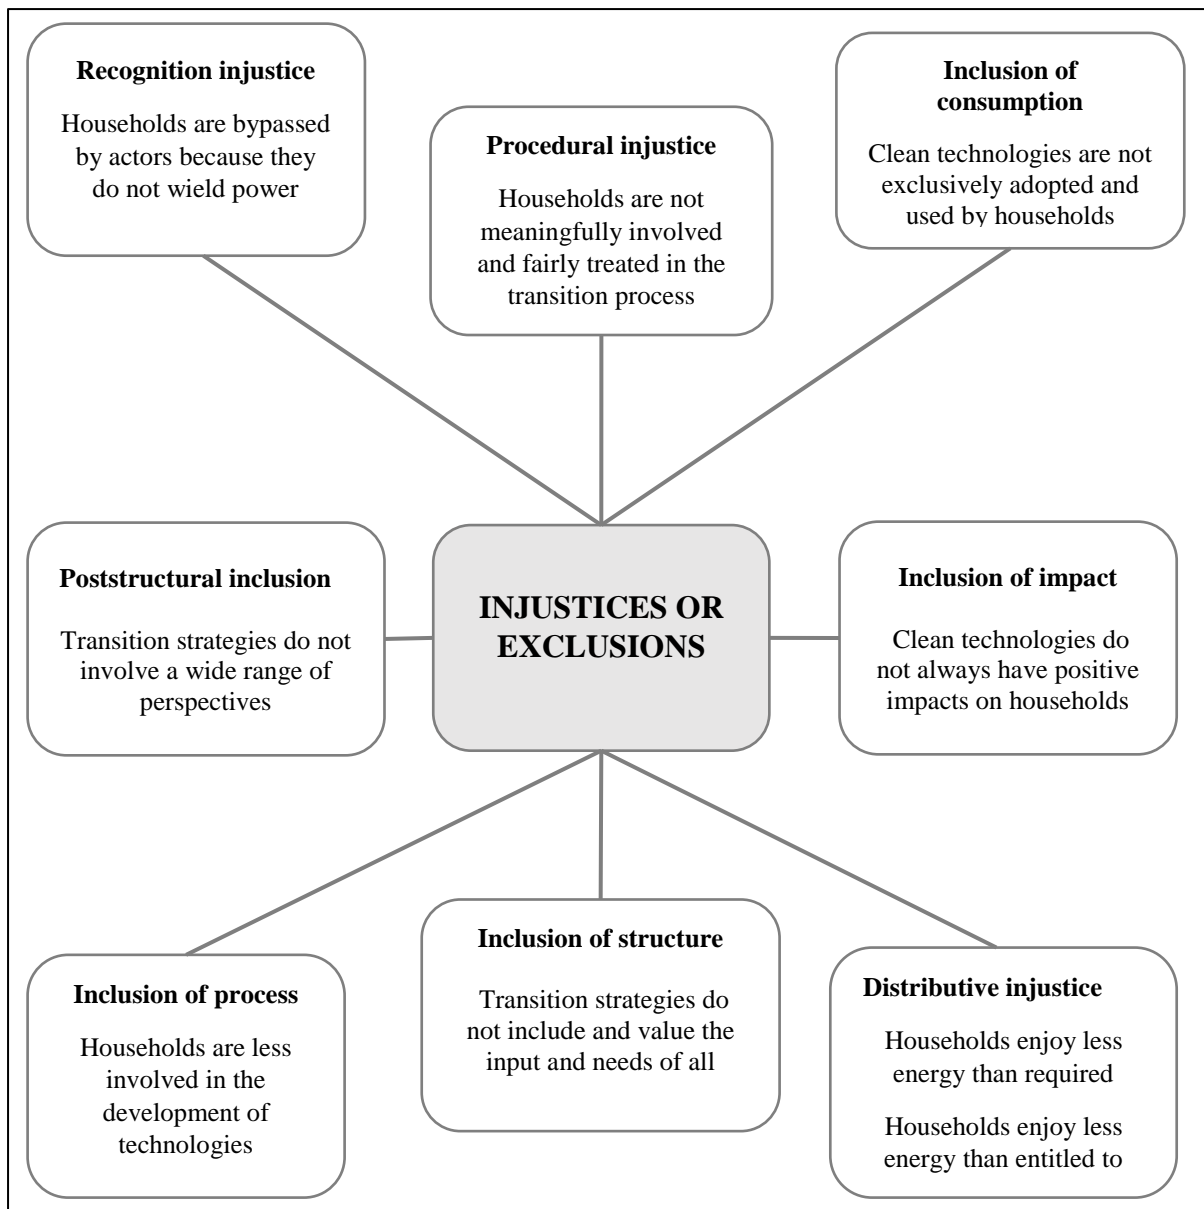 Recognition injustice
Households are bypassed
by actors because they
do not wield power
Procedural injustice
Households are not
meaningfully involved
and fairly treated in the
transition process
Inclusion of
consumption
Clean technologies are not
exclusively adopted and
used by households
Poststructural inclusion
Transition strategies do not
involve a wide range of
perspectives
INJUSTICES OR
EXCLUSIONS
Inclusion of impact
Clean technologies do
not always have positive
impacts on households
Inclusion of process
Households are less
involved in the
development of
technologies
Inclusion of structure
Transition strategies do
not include and value the
input and needs of all
Distributive injustice
Households enjoy less
energy than required
Households enjoy less
energy than entitled to